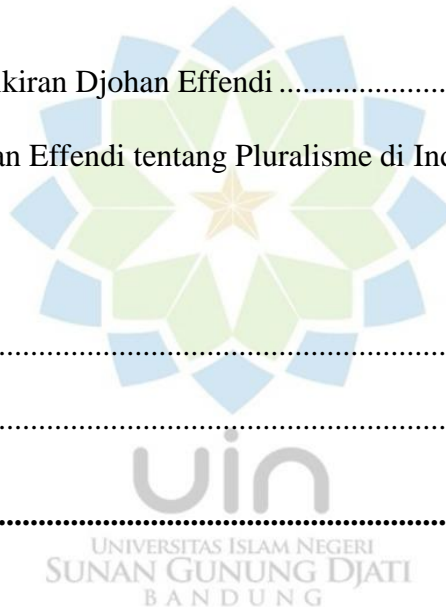 kiran Djohan Effendi .....................
an Effendi tentang Pluralisme di Ind
...........................................................
...........................................................
...........................................................
uin
UNIVERSITAS ISLAM NEGERI
SUNAN GUNUNG DJATI
BANDUNG